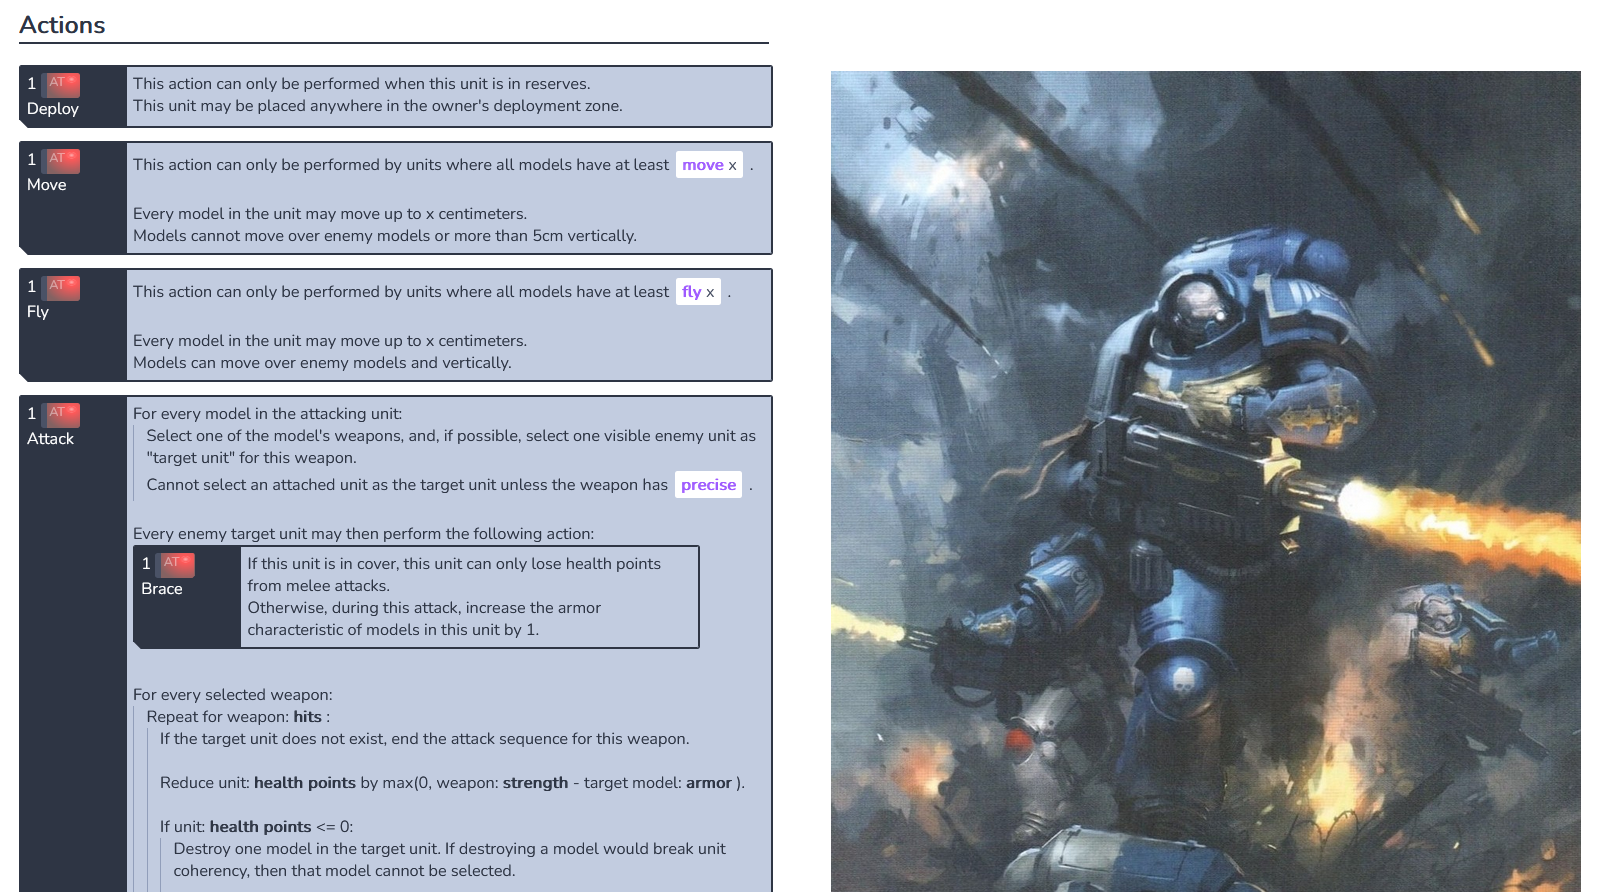 Actions
1 AT
Deploy
This action can only be performed when this unit is in reserves.
This unit may be placed anywhere in the owner's deployment zone.
1 AT
Move
This action can only be performed by units where all models have at least move x .
Every model in the unit may move up to x centimeters.
Models cannot move over enemy models or more than 5cm vertically.
1 AT
Fly
This action can only be performed by units where all models have at least fly x .
Every model in the unit may move up to x centimeters.
Models can move over enemy models and vertically.
1 AT
Attack
For every model in the attacking unit:
Select one of the model's weapons, and, if possible, select one visible enemy unit as
"target unit" for this weapon.
Cannot select an attached unit as the target unit unless the weapon has precise .
Every enemy target unit may then perform the following action:
1 AT
Brace
If this unit is in cover, this unit can only lose health points
from melee attacks.
Otherwise, during this attack, increase the armor
characteristic of models in this unit by 1.
For every selected weapon:
Repeat for weapon: hits :
If the target unit does not exist, end the attack sequence for this weapon.
Reduce unit: health points by max(0, weapon: strength - target model: armor ).
If unit: health points <= 0:
Destroy one model in the target unit. If destroying a model would break unit
coherency, then that model cannot be selected.